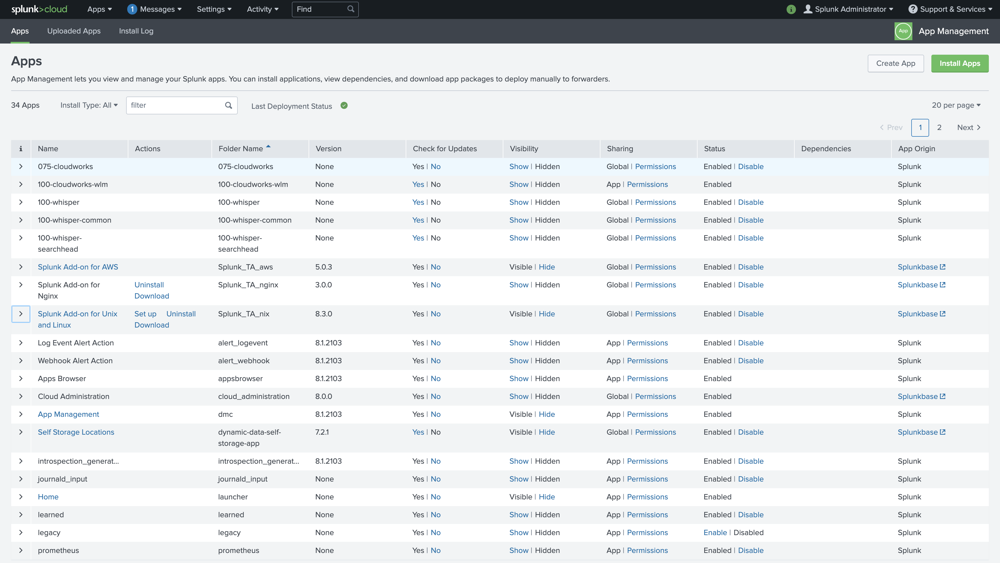 splunk>cloud Apps 1 Messages Settings Activity Find i Splunk Administrator ? Support & Services
Apps Uploaded Apps Install Log App App Management
Apps Create App Install Apps
App Management lets you view and manage your Splunk apps. You can install applications, view dependencies, and download app packages to deploy manually to forwarders.
34 Apps Install Type: All filter Last Deployment Status 20 per page
Prev 1 2 Next
i Name Actions Folder Name Version Check for Updates Visibility Sharing Status Dependencies App Origin
075-cloudworks 075-cloudworks None Yes | No Show | Hidden Global | Permissions Enabled | Disable Splunk
100-cloudworks-wlm 100-cloudworks-wlm None Yes | No Show | Hidden App | Permissions Enabled Splunk
100-whisper 100-whisper None Yes | No Show | Hidden Global | Permissions Enabled | Disable Splunk
100-whisper-common 100-whisper-common None Yes | No Show | Hidden Global | Permissions Enabled | Disable Splunk
100-whisper- 100-whisper- None Yes | No Show | Hidden Global | Permissions Enabled | Disable Splunk
searchhead searchhead
Splunk Add-on for AWS Splunk_TA_aws 5.0.3 Yes | No Visible | Hide Global | Permissions Enabled | Disable Splunkbase
Splunk Add-on for Uninstall Splunk_TA_nginx 3.0.0 Yes | No Show | Hidden Global | Permissions Enabled | Disable Splunkbase
Nginx Download
Splunk Add-on for Unix Set up Uninstall Splunk_TA_nix 8.3.0 Yes | No Visible | Hide Global | Permissions Enabled | Disable Splunkbase
and Linux Download
Log Event Alert Action alert_logevent 8.1.2103 Yes | No Show | Hidden App | Permissions Enabled | Disable Splunk
Webhook Alert Action alert_webhook 8.1.2103 Yes | No Show | Hidden App | Permissions Enabled | Disable Splunk
Apps Browser appsbrowser 8.1.2103 Yes | No Show | Hidden App | Permissions Enabled Splunk
Cloud Administration cloud_administration 8.0.0 Yes | No Show | Hidden Global | Permissions Enabled Splunkbase
App Management dmc 8.1.2103 Yes | No Visible | Hide App | Permissions Enabled Splunk
Self Storage Locations dynamic-data-self- 7.2.1 Yes | No Visible | Hide Global | Permissions Enabled | Disable Splunkbase
storage-app
introspection_generat... introspection_generat... 8.1.2103 Yes | No Show | Hidden App | Permissions Enabled | Disable Splunk
journald_input journald_input None Yes | No Show | Hidden App | Permissions Enabled | Disable Splunk
Home launcher None Yes | No Visible | Hide App | Permissions Enabled Splunk
learned learned None Yes | No Show | Hidden App | Permissions Enabled | Disable Splunk
legacy legacy None Yes | No Show | Hidden App | Permissions Enable | Disabled Splunk
prometheus prometheus None Yes | No Show | Hidden App | Permissions Enabled | Disable Splunk